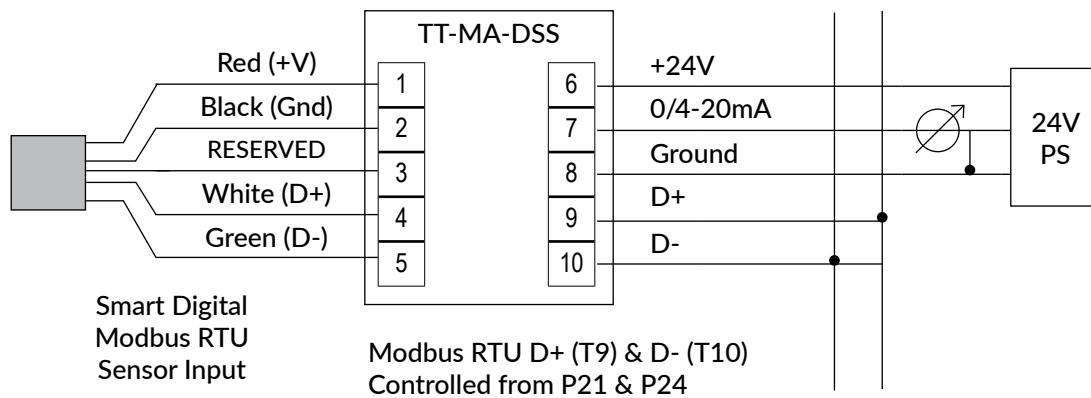 TT-MA-DSS
Red (+V)
Black (Gnd)
RESERVED
White (D+)
Green (D-)
1
2
3
4
5
6
7
8
9
10
+24V
0/4-20mA
Ground
D+
D-
24V
PS
Smart Digital
Modbus RTU
Sensor Input
Modbus RTU D+ (T9) & D- (T10)
Controlled from P21 & P24